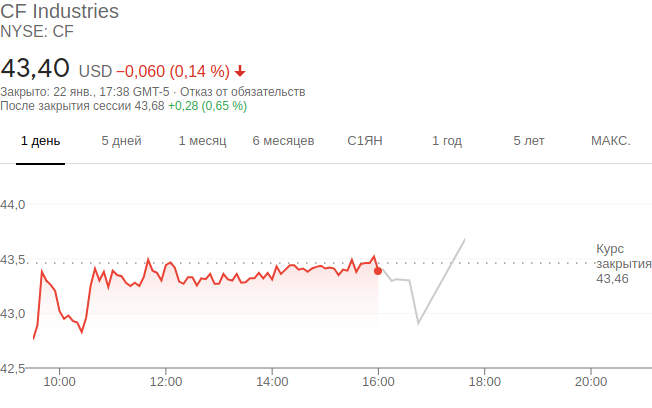 CF Industries
NYSE: CF
43,40 USD −0,060 (0,14 %)
Закрыто: 22 янв., 17:38 GMT-5 · Отказ от обязательств
После закрытия сессии 43,68 +0,28 (0,65 %)
1 день 5 дней 1 месяц 6 месяцев С1ЯН 1 год 5 лет МАКС.
44,0
43,5
43,0
42,5
Курс
закрытия
43,46
10:00 12:00 14:00 16:00 18:00 20:00